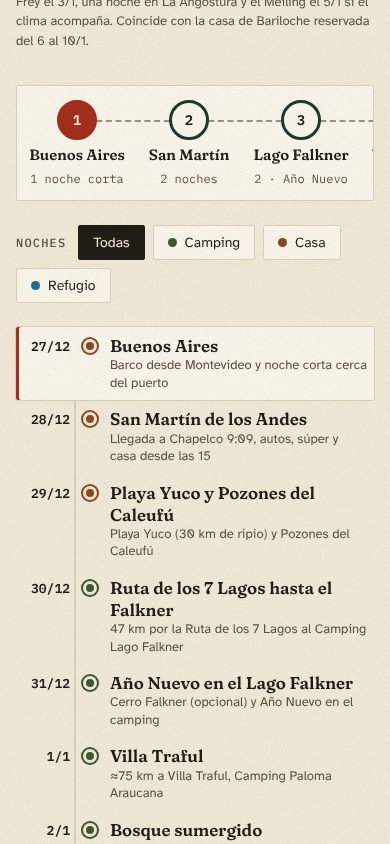 Frey el 3/1, una noche en La Angostura y el Meiling el 5/1 si el
clima acompaña. Coincide con la casa de Bariloche reservada
del 6 al 10/1.
1
2
3
Buenos Aires
San Martín
Lago Falkner
1 noche corta
2 noches
2 · Año Nuevo
NOCHES
Todas
Camping
Casa
Refugio
27/12
Buenos Aires
Barco desde Montevideo y noche corta cerca
del puerto
28/12
San Martín de los Andes
Llegada a Chapelco 9:09, autos, súper y
casa desde las 15
29/12
Playa Yuco y Pozones del
Caleufú
Playa Yuco (30 km de ripio) y Pozones del
Caleufú
30/12
Ruta de los 7 Lagos hasta el
Falkner
47 km por la Ruta de los 7 Lagos al Camping
Lago Falkner
31/12
Año Nuevo en el Lago Falkner
Cerro Falkner (opcional) y Año Nuevo en el
camping
1/1
Villa Traful
≈75 km a Villa Traful, Camping Paloma
Araucana
2/1
Bosque sumergido